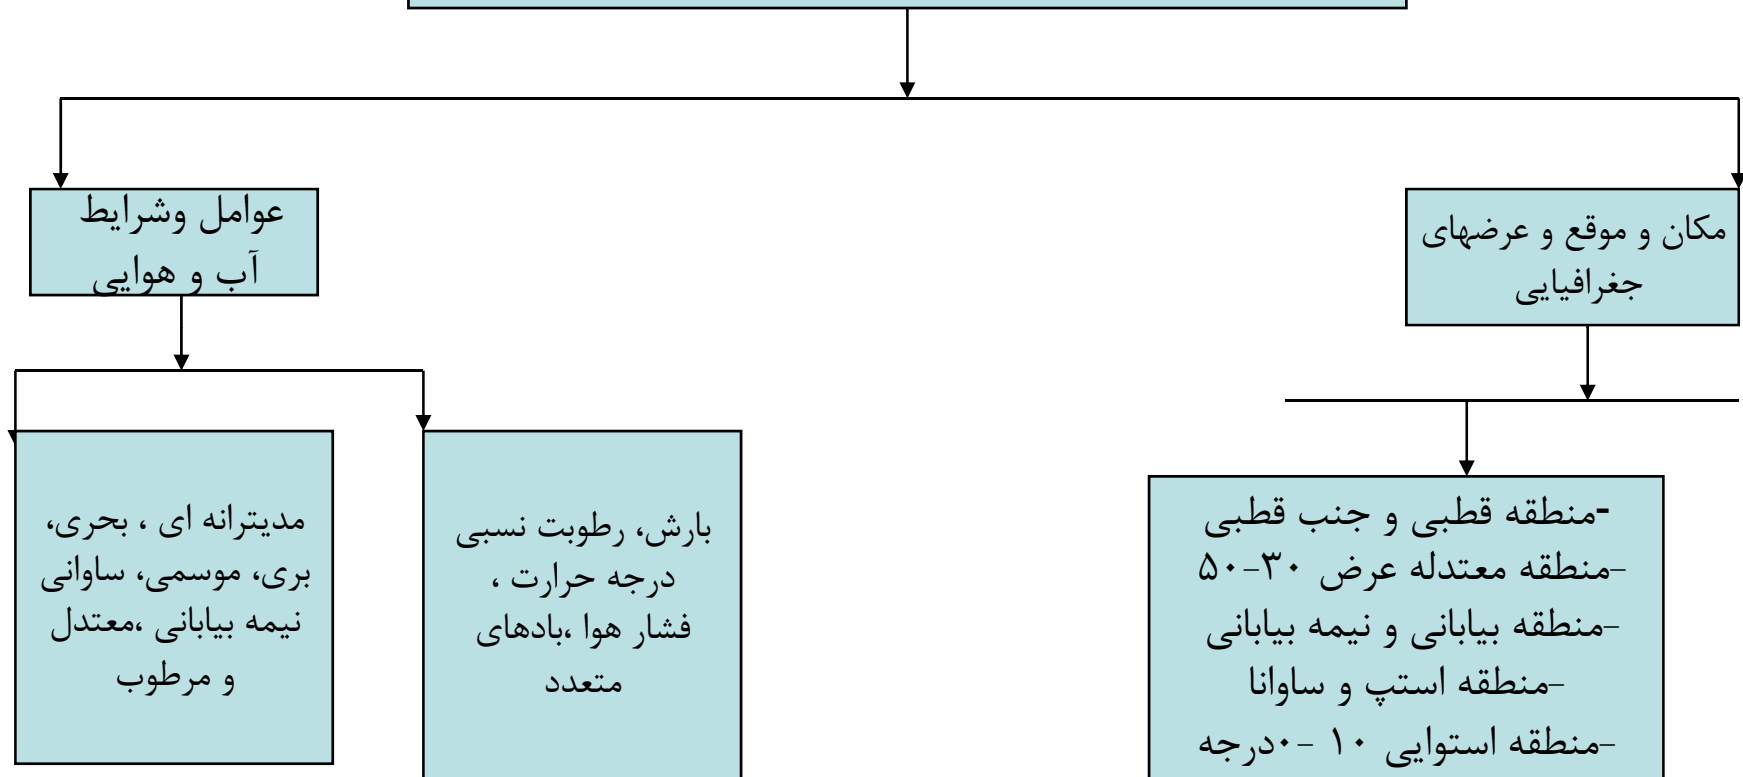 مکان و موقع و عرضهای
جغرافیایی
عوامل وشرایط
آب و هوایی
-منطقه قطبی و جنب قطبی
-منطقه معتدله عرض ۳۰-۵۰
-منطقه بیابانی و نیمه بیابانی
-منطقه استپ و ساوانا
-منطقه استوایی ۱۰ -۰درجه
بارش، رطوبت نسبی
درجه حرارت ،
فشار هوا ،بادهای
متعدد
مدیترانه ای ، بحری،
بری، موسمی، ساوانی
نیمه بیابانی ،معتدل
و مرطوب